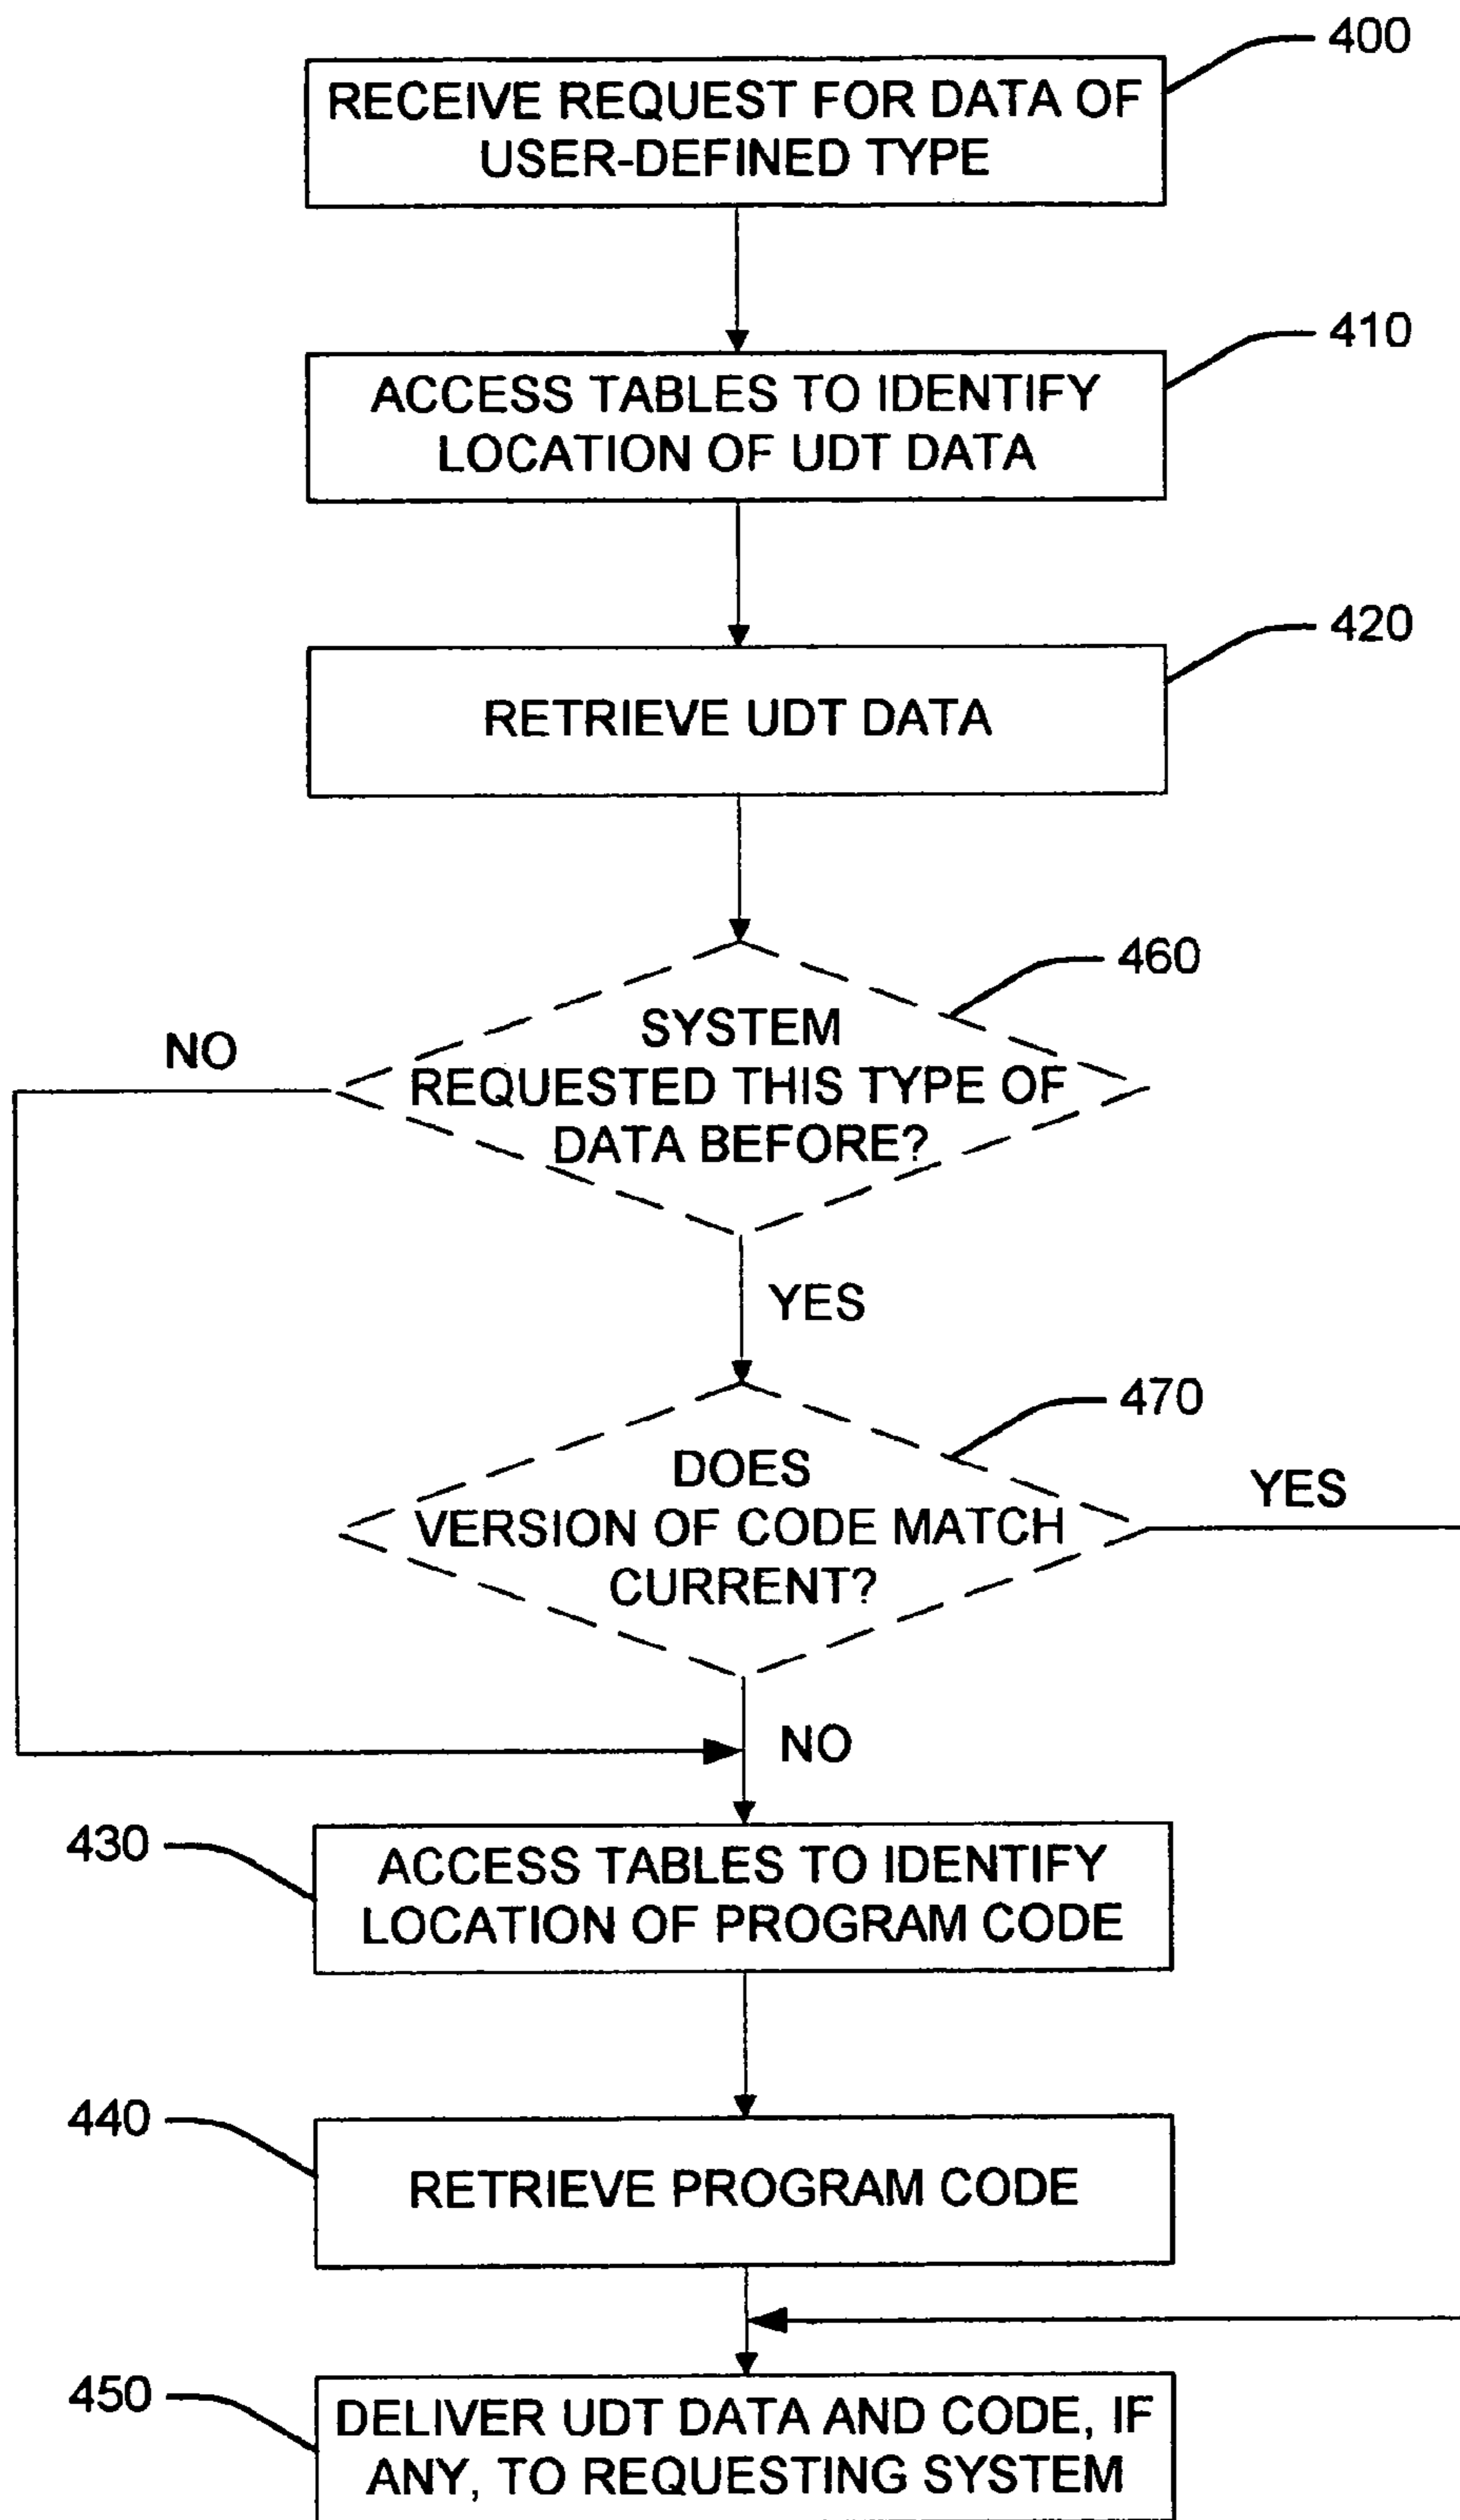 400
RECEIVE REQUEST FOR DATA OF
USER-DEFINED TYPE
410
ACCESS TABLES TO IDENTIFY
LOCATION OF UDT DATA
420
RETRIEVE UDT DATA
460
NO
SYSTEM
REQUESTED THIS TYPE OF
DATA BEFORE?
YES
470
DOES
VERSION OF CODE MATCH
CURRENT?
YES
NO
430
ACCESS TABLES TO IDENTIFY
LOCATION OF PROGRAM CODE
440
RETRIEVE PROGRAM CODE
450
DELIVER UDT DATA AND CODE, IF
ANY, TO REQUESTING SYSTEM